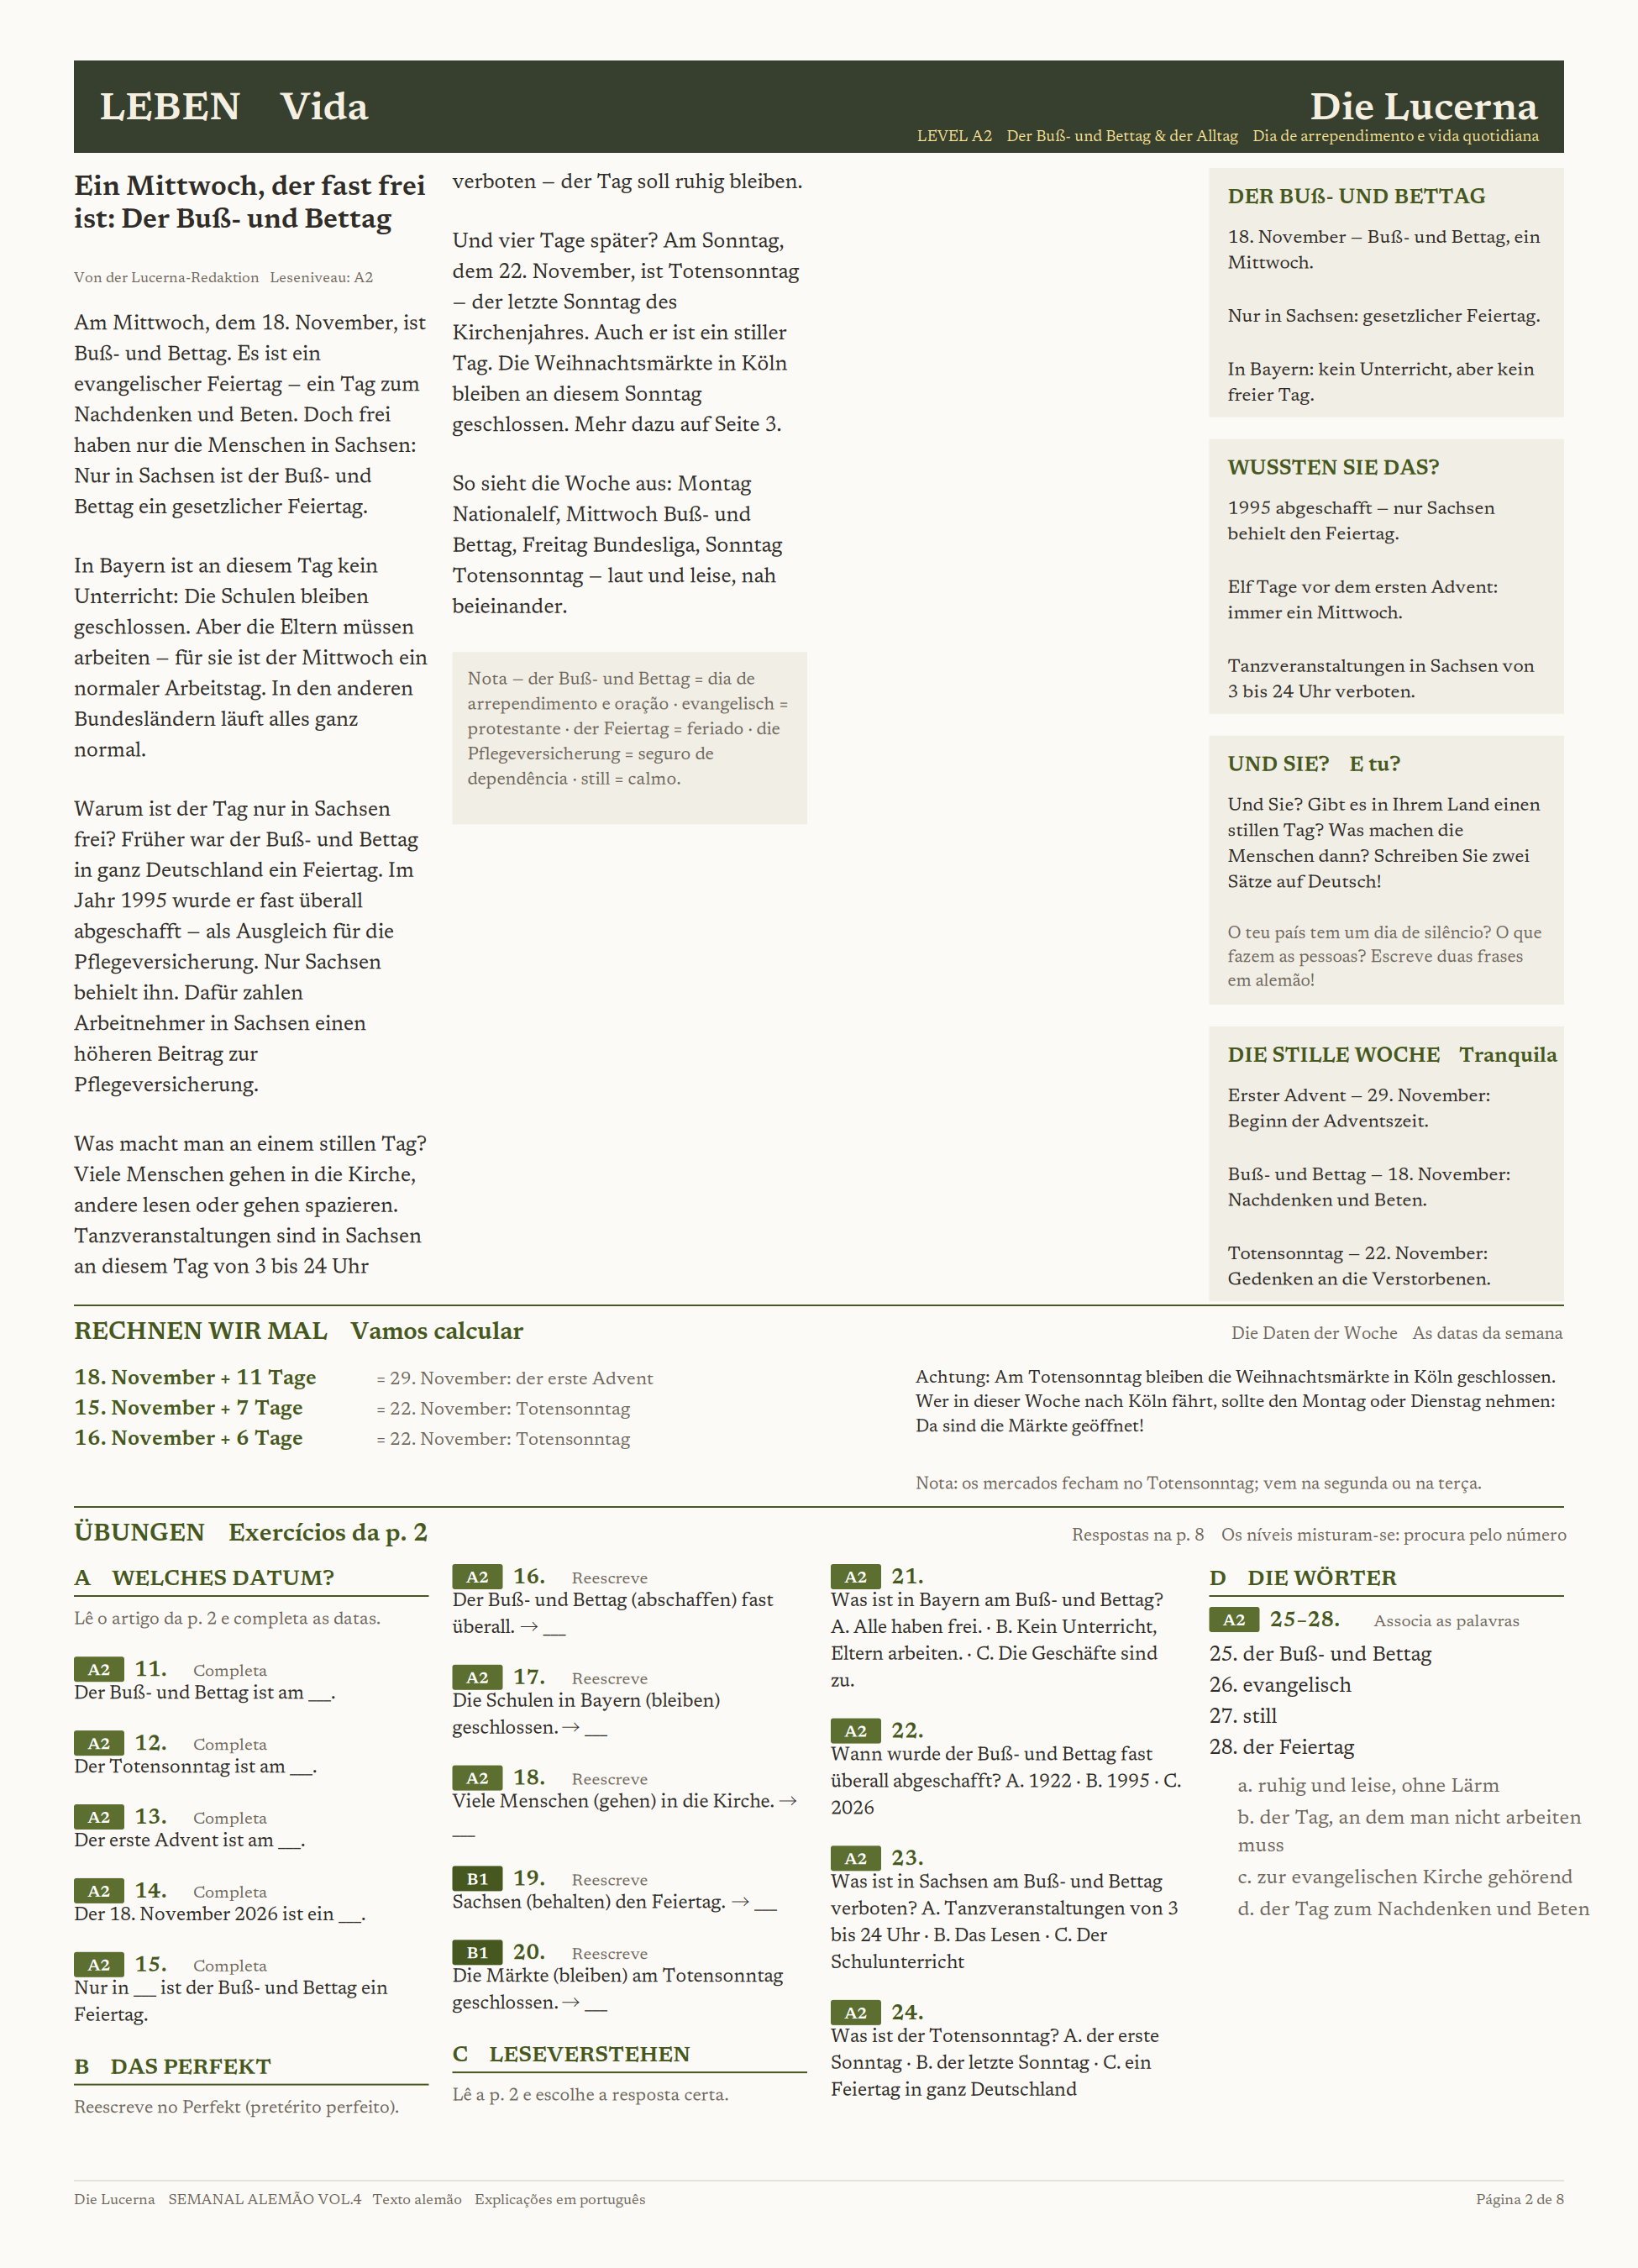 LEBEN Vida
Die Lucerna
LEVEL A2 Der Buß- und Bettag & der Alltag Dia de arrependimento e vida quotidiana
Ein Mittwoch, der fast frei
ist: Der Buß- und Bettag
Von der Lucerna-Redaktion Leseniveau: A2
Am Mittwoch, dem 18. November, ist
Buß- und Bettag. Es ist ein
evangelischer Feiertag – ein Tag zum
Nachdenken und Beten. Doch frei
haben nur die Menschen in Sachsen:
Nur in Sachsen ist der Buß- und
Bettag ein gesetzlicher Feiertag.
In Bayern ist an diesem Tag kein
Unterricht: Die Schulen bleiben
geschlossen. Aber die Eltern müssen
arbeiten – für sie ist der Mittwoch ein
normaler Arbeitstag. In den anderen
Bundesländern läuft alles ganz
normal.
Warum ist der Tag nur in Sachsen
frei? Früher war der Buß- und Bettag
in ganz Deutschland ein Feiertag. Im
Jahr 1995 wurde er fast überall
abgeschafft – als Ausgleich für die
Pflegeversicherung. Nur Sachsen
behielt ihn. Dafür zahlen
Arbeitnehmer in Sachsen einen
höheren Beitrag zur
Pflegeversicherung.
Was macht man an einem stillen Tag?
Viele Menschen gehen in die Kirche,
andere lesen oder gehen spazieren.
Tanzveranstaltungen sind in Sachsen
an diesem Tag von 3 bis 24 Uhr
verboten – der Tag soll ruhig bleiben.
Und vier Tage später? Am Sonntag,
dem 22. November, ist Totensonntag
– der letzte Sonntag des
Kirchenjahres. Auch er ist ein stiller
Tag. Die Weihnachtsmärkte in Köln
bleiben an diesem Sonntag
geschlossen. Mehr dazu auf Seite 3.
So sieht die Woche aus: Montag
Nationalelf, Mittwoch Buß- und
Bettag, Freitag Bundesliga, Sonntag
Totensonntag – laut und leise, nah
beieinander.
Nota – der Buß- und Bettag = dia de
arrependimento e oração · evangelisch =
protestante · der Feiertag = feriado · die
Pflegeversicherung = seguro de
dependência · still = calmo.
DER BUß- UND BETTAG
18. November – Buß- und Bettag, ein
Mittwoch.
Nur in Sachsen: gesetzlicher Feiertag.
In Bayern: kein Unterricht, aber kein
freier Tag.
WUSSTEN SIE DAS?
1995 abgeschafft – nur Sachsen
behielt den Feiertag.
Elf Tage vor dem ersten Advent:
immer ein Mittwoch.
Tanzveranstaltungen in Sachsen von
3 bis 24 Uhr verboten.
UND SIE? E tu?
Und Sie? Gibt es in Ihrem Land einen
stillen Tag? Was machen die
Menschen dann? Schreiben Sie zwei
Sätze auf Deutsch!
O teu país tem um dia de silêncio? O que
fazem as pessoas? Escreve duas frases
em alemão!
DIE STILLE WOCHE Tranquila
Erster Advent – 29. November:
Beginn der Adventszeit.
Buß- und Bettag – 18. November:
Nachdenken und Beten.
Totensonntag – 22. November:
Gedenken an die Verstorbenen.
RECHNEN WIR MAL Vamos calcular
Die Daten der Woche As datas da semana
18. November + 11 Tage = 29. November: der erste Advent
15. November + 7 Tage = 22. November: Totensonntag
16. November + 6 Tage = 22. November: Totensonntag
Achtung: Am Totensonntag bleiben die Weihnachtsmärkte in Köln geschlossen.
Wer in dieser Woche nach Köln fährt, sollte den Montag oder Dienstag nehmen:
Da sind die Märkte geöffnet!
Nota: os mercados fecham no Totensonntag; vem na segunda ou na terça.
ÜBUNGEN Exercícios da p. 2
Respostas na p. 8 Os níveis misturam-se: procura pelo número
A WELCHES DATUM?
Lê o artigo da p. 2 e completa as datas.
A2 11. Completa
Der Buß- und Bettag ist am __.
A2 12. Completa
Der Totensonntag ist am __.
A2 13. Completa
Der erste Advent ist am __.
A2 14. Completa
Der 18. November 2026 ist ein __.
A2 15. Completa
Nur in __ ist der Buß- und Bettag ein
Feiertag.
B DAS PERFEKT
Reescreve no Perfekt (pretérito perfeito).
A2 16. Reescreve
Der Buß- und Bettag (abschaffen) fast
überall. → __
A2 17. Reescreve
Die Schulen in Bayern (bleiben)
geschlossen. → __
A2 18. Reescreve
Viele Menschen (gehen) in die Kirche. →
__
B1 19. Reescreve
Sachsen (behalten) den Feiertag. → __
B1 20. Reescreve
Die Märkte (bleiben) am Totensonntag
geschlossen. → __
C LESEVERSTEHEN
Lê a p. 2 e escolhe a resposta certa.
A2 21.
Was ist in Bayern am Buß- und Bettag?
A. Alle haben frei. · B. Kein Unterricht,
Eltern arbeiten. · C. Die Geschäfte sind
zu.
A2 22.
Wann wurde der Buß- und Bettag fast
überall abgeschafft? A. 1922 · B. 1995 · C.
2026
A2 23.
Was ist in Sachsen am Buß- und Bettag
verboten? A. Tanzveranstaltungen von 3
bis 24 Uhr · B. Das Lesen · C. Der
Schulunterricht
A2 24.
Was ist der Totensonntag? A. der erste
Sonntag · B. der letzte Sonntag · C. ein
Feiertag in ganz Deutschland
D DIE WÖRTER
A2 25–28. Associa as palavras
25. der Buß- und Bettag
26. evangelisch
27. still
28. der Feiertag
a. ruhig und leise, ohne Lärm
b. der Tag, an dem man nicht arbeiten
muss
c. zur evangelischen Kirche gehörend
d. der Tag zum Nachdenken und Beten
Die Lucerna SEMANAL ALEMÃO VOL.4 Texto alemão Explicações em português
Página 2 de 8